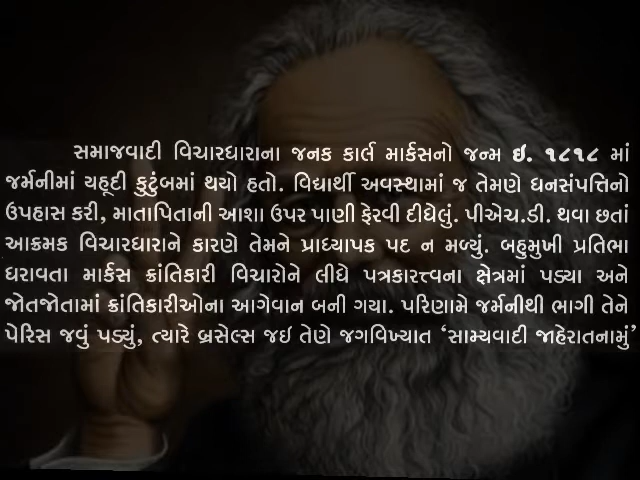 સમાજવાદી વિચારધારાના જનક કાર્લ માર્કસનો જન્મ ઇ. ૧૮૧૮ માં
જર્મનીમાં યહૂદી કુટુંબમાં થયો હતો. વિદ્યાર્થી અવસ્થામાં જ તેમણે ધનસંપત્તિનો
ઉપહાસ કરી, માતાપિતાની આશા ઉપર પાણી ફેરવી દીધેલું. પીએચ.ડી. થવા છતાં
આક્રમક વિચારધારાને કારણે તેમને પ્રાધ્યાપક પદ ન મળ્યું. બહુમુખી પ્રતિભા
ધરાવતા માર્કસ ક્રાંતિકારી વિચારોને લીધે પત્રકારત્ત્વના ક્ષેત્રમાં પડ્યા અને
જોતજોતામાં ક્રાંતિકારીઓના આગેવાન બની ગયા. પરિણામે જર્મનીથી ભાગી તેને
પેરિસ જવું પડ્યું, ત્યારે બ્રસેલ્સ જઇ તેણે જગવિખ્યાત ‘સામ્યવાદી જાહેરાતનામું’